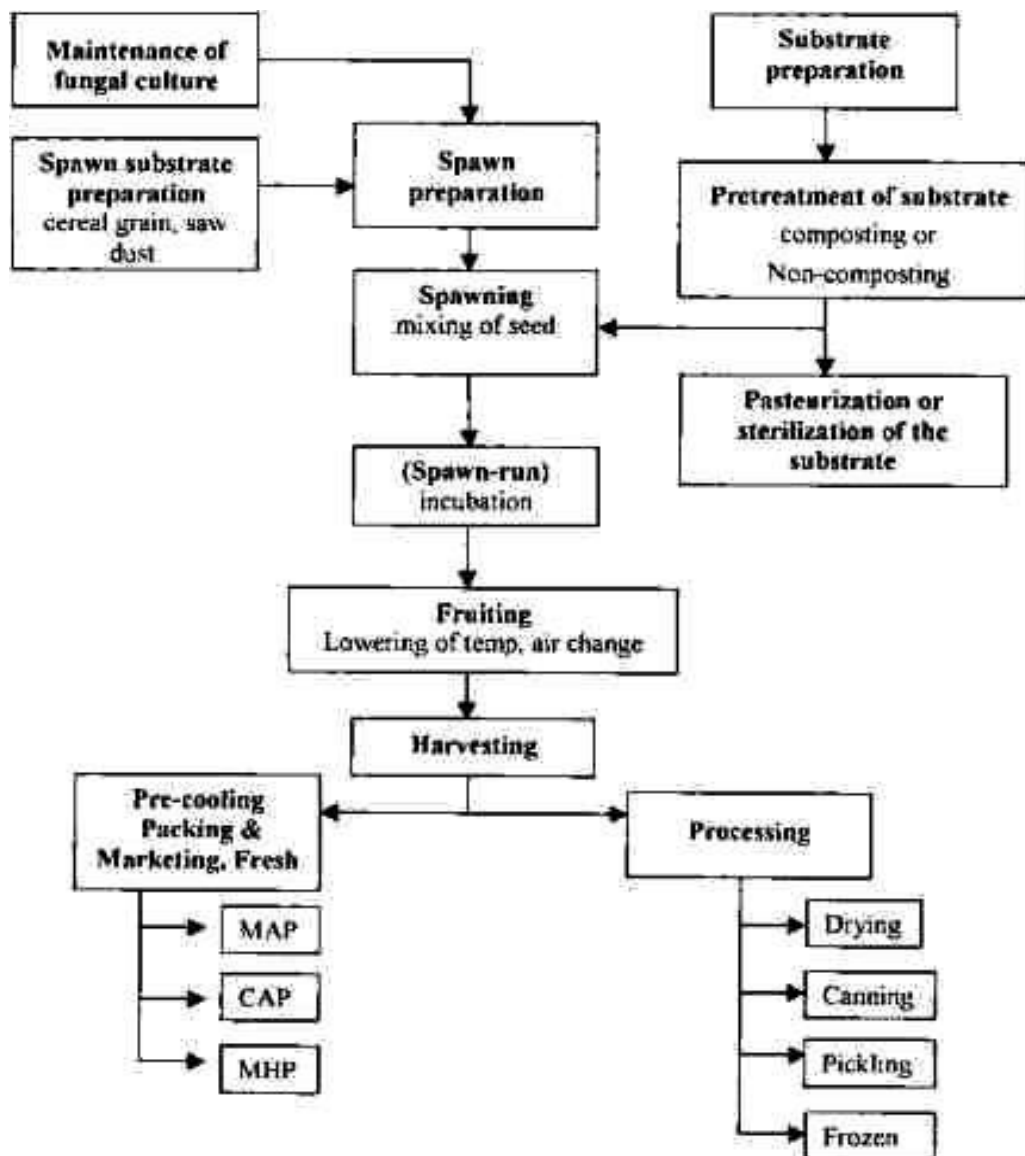 Maintenance of
fungal culture
Substrate
preparation
Spawn substrate
preparation
cereal grain, saw
dust
Spawn
preparation
Pretreatment of substrate
composting or
Non-composting
Spawning
mixing of seed
Pasteurization or
sterilization of the
substrate
(Spawn-run)
incubation
Fruiting
Lowering of temp, air change
Harvesting
Pre-cooling
Packing &
Marketing, Fresh
Processing
MAP
CAP
MHP
Drying
Canning
Pickling
Frozen